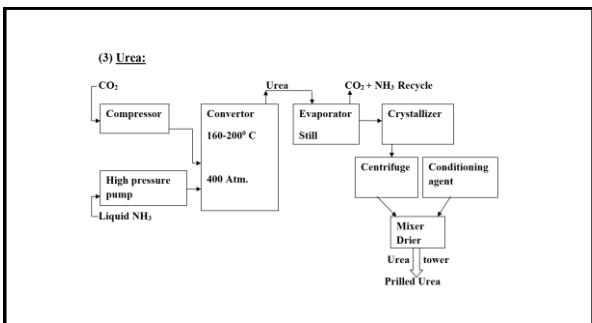 (3) Urea:
CO₂
Urea
CO₂ + NH₃ Recycle
Compressor
Convertor
160-200⁰ C
400 Atm.
Evaporator
Still
Crystallizer
High pressure
pump
Liquid NH₃
Centrifuge
Conditioning
agent
Mixer
Drier
Urea tower
Prilled Urea